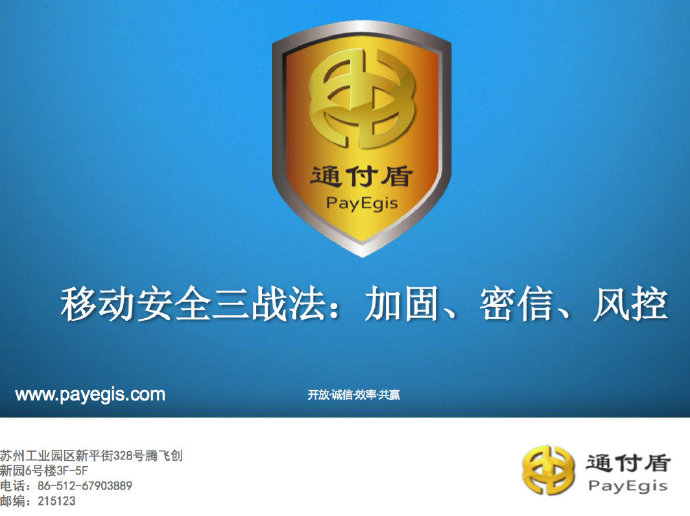 通付盾
PayEgis
移动安全三战法：加固、密信、风控
www.payegis.com
开放·诚信·效率·共赢
苏州工业园区新平街328号腾飞创
新园6号楼3F-5F
电话：86-512-67903889
邮编：215123
通付盾
PayEgis